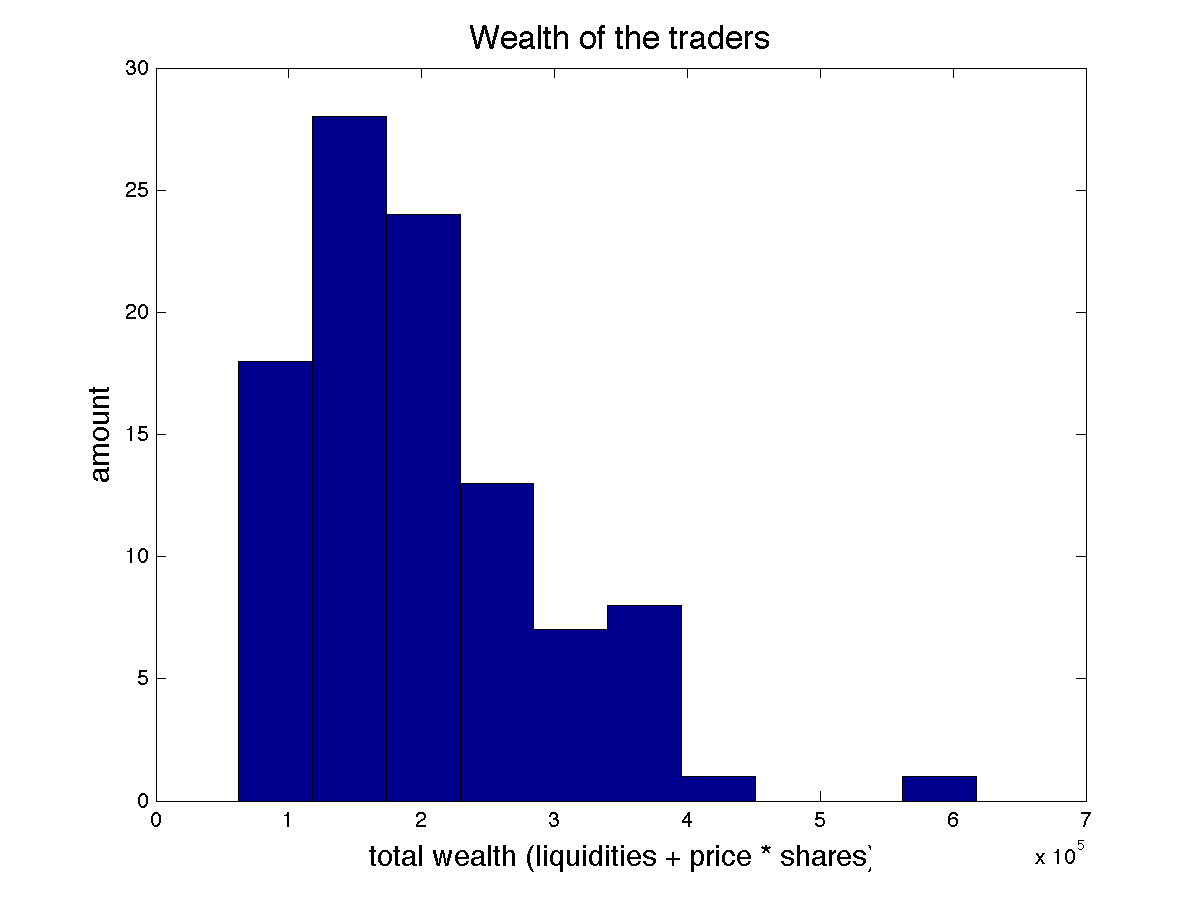 Wealth of the traders
30
25
20
15
10
5
0
amount
0 1 2 3 4 5 6 7
total wealth (liquidities + price * shares)
x 10^5